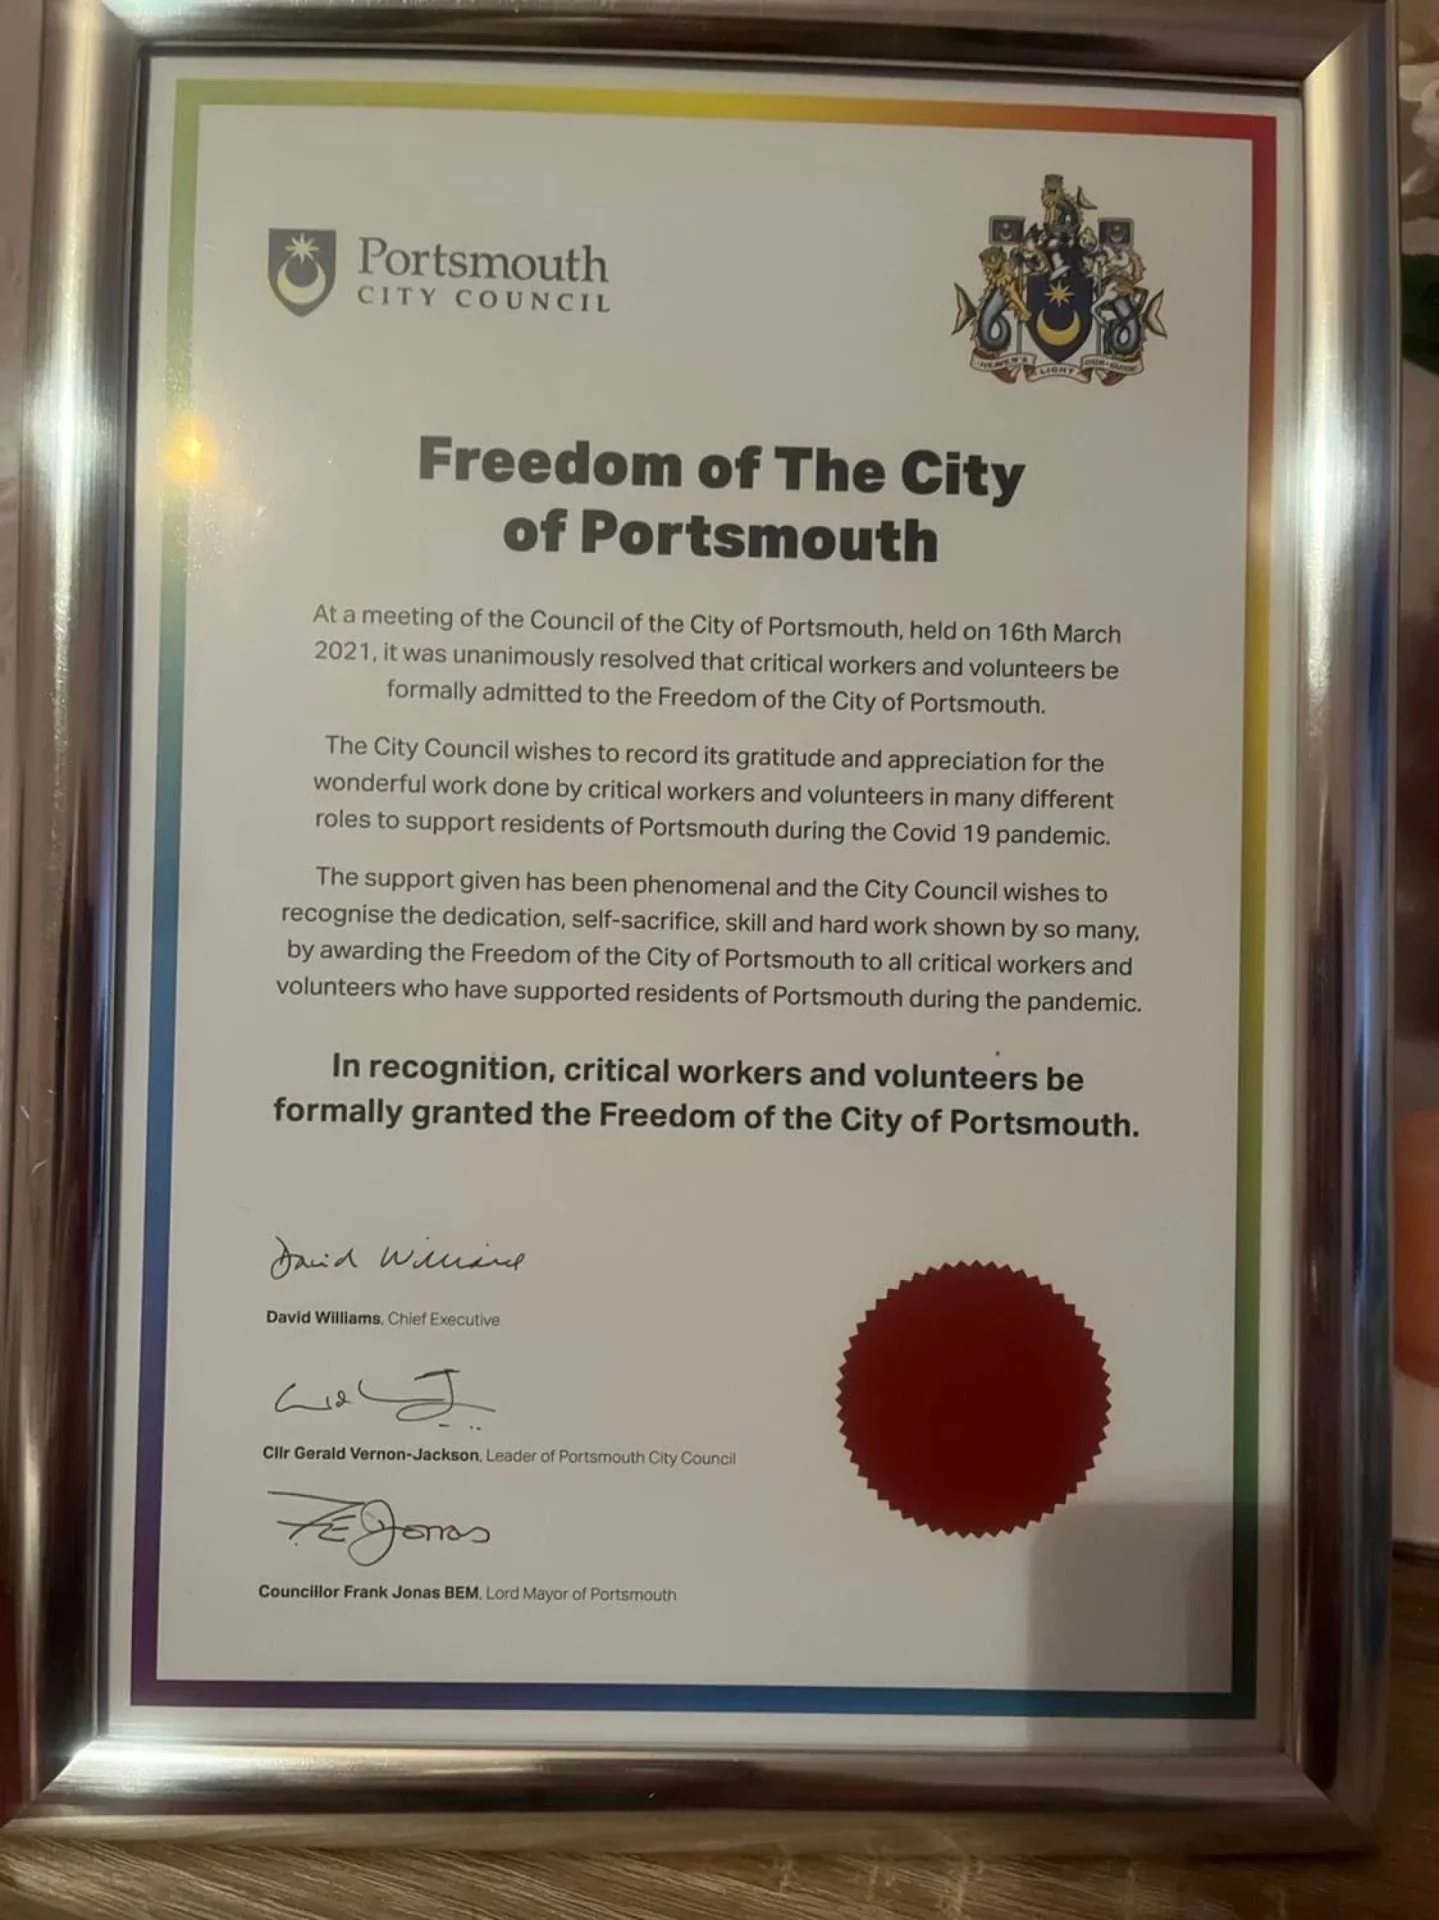 Portsmouth
CITY COUNCIL
HEAVEN'S LIGHT OUR GUIDE
Freedom of The City
of Portsmouth
At a meeting of the Council of the City of Portsmouth, held on 16th March
2021, it was unanimously resolved that critical workers and volunteers be
formally admitted to the Freedom of the City of Portsmouth.
The City Council wishes to record its gratitude and appreciation for the
wonderful work done by critical workers and volunteers in many different
roles to support residents of Portsmouth during the Covid 19 pandemic.
The support given has been phenomenal and the City Council wishes to
recognise the dedication, self-sacrifice, skill and hard work shown by so many,
by awarding the Freedom of the City of Portsmouth to all critical workers and
volunteers who have supported residents of Portsmouth during the pandemic.
In recognition, critical workers and volunteers be
formally granted the Freedom of the City of Portsmouth.
David Williams
David Williams, Chief Executive
Cllr Gerald Vernon-Jackson, Leader of Portsmouth City Council
FE Jonas
Councillor Frank Jonas BEM, Lord Mayor of Portsmouth